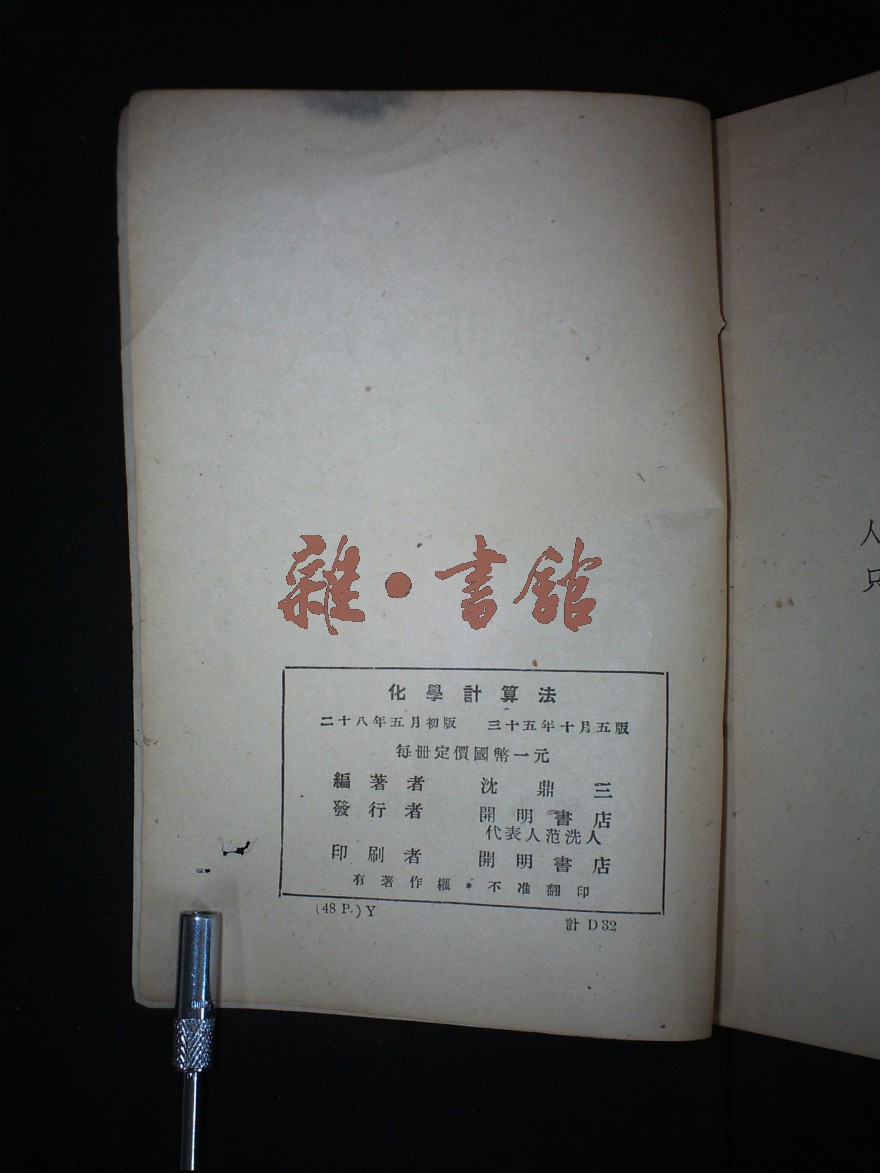 雜·書館
化學計算法
二十八年五月初版 三十五年十月五版
每冊定價國幣一元
編著者 沈鼎三
發行者 開明書店
代表人范洗人
印刷者 開明書店
有著作權·不准翻印
(48 P.) Y
計 D 32
人
只